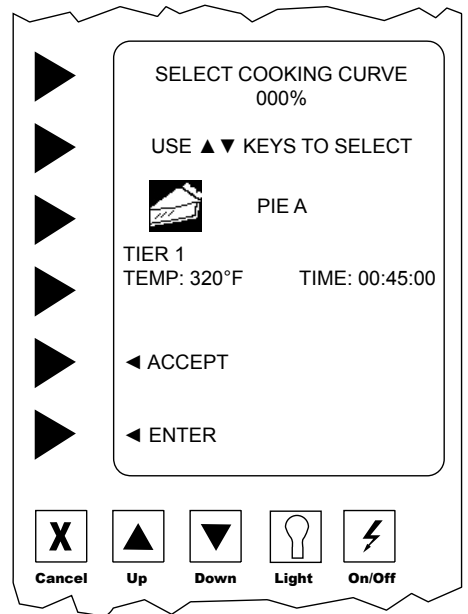 SELECT COOKING CURVE
000%
USE ▲▼ KEYS TO SELECT
PIE A
TIER 1
TEMP: 320°F TIME: 00:45:00
◄ ACCEPT
◄ ENTER
X
Cancel Up Down Light On/Off